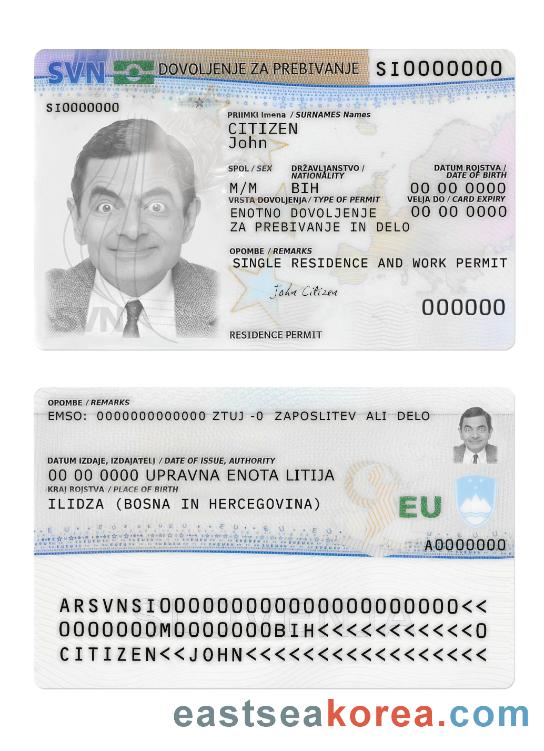 SVN DOVOLJENJE ZA PREBIVANJE SI0000000
SI0000000
PRIIMKI Imena / SURNAMES Names
CITIZEN
John
SPOL / SEX DRŽAVLJANSTVO / NATIONALITY DATUM ROJSTVA / DATE OF BIRTH
M/M BIH 00 00 0000
VRSTA DOVOLJENJA / TYPE OF PERMIT VELJA DO / CARD EXPIRY
ENOTNO DOVOLJENJE 00 00 0000
ZA PREBIVANJE IN DELO
OPOMBE / REMARKS
SINGLE RESIDENCE AND WORK PERMIT
John Citizen
000000
SVN
RESIDENCE PERMIT
OPOMBE / REMARKS
EMSO: 0000000000000 ZTUJ -0 ZAPOSLITEV ALI DELO
DATUM IZDAJE, IZDAJATELJ / DATE OF ISSUE, AUTHORITY
00 00 0000 UPRAVNA ENOTA LITIJA
KRAJ ROJSTVA / PLACE OF BIRTH
ILIDZA (BOSNA IN HERCEGOVINA)
EU
A0000000
ARSVNSI0000000000000000000000<<
0000000M0000000BIH<<<<<<<<<<<0
CITIZEN<<JOHN<<<<<<<<<<<<<<<<<
eastseakorea.com